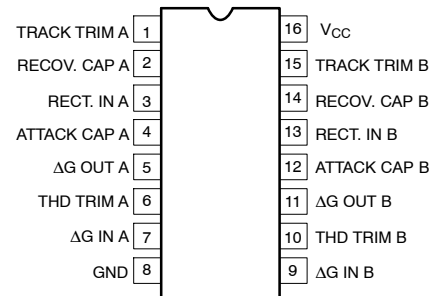 TRACK TRIM A 1
RECOV. CAP A 2
RECT. IN A 3
ATTACK CAP A 4
ΔG OUT A 5
THD TRIM A 6
ΔG IN A 7
GND 8
16 VCC
15 TRACK TRIM B
14 RECOV. CAP B
13 RECT. IN B
12 ATTACK CAP B
11 ΔG OUT B
10 THD TRIM B
9 ΔG IN B